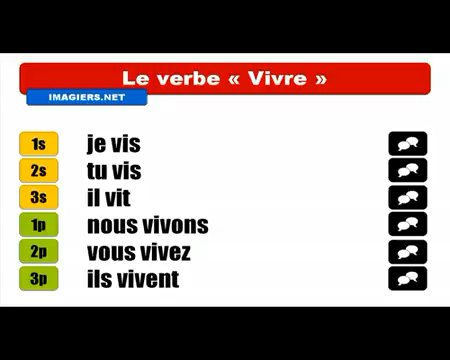 Le verbe « Vivre »
IMAGIERS.NET
1s je vis
2s tu vis
3s il vit
1p nous vivons
2p vous vivez
3p ils vivent